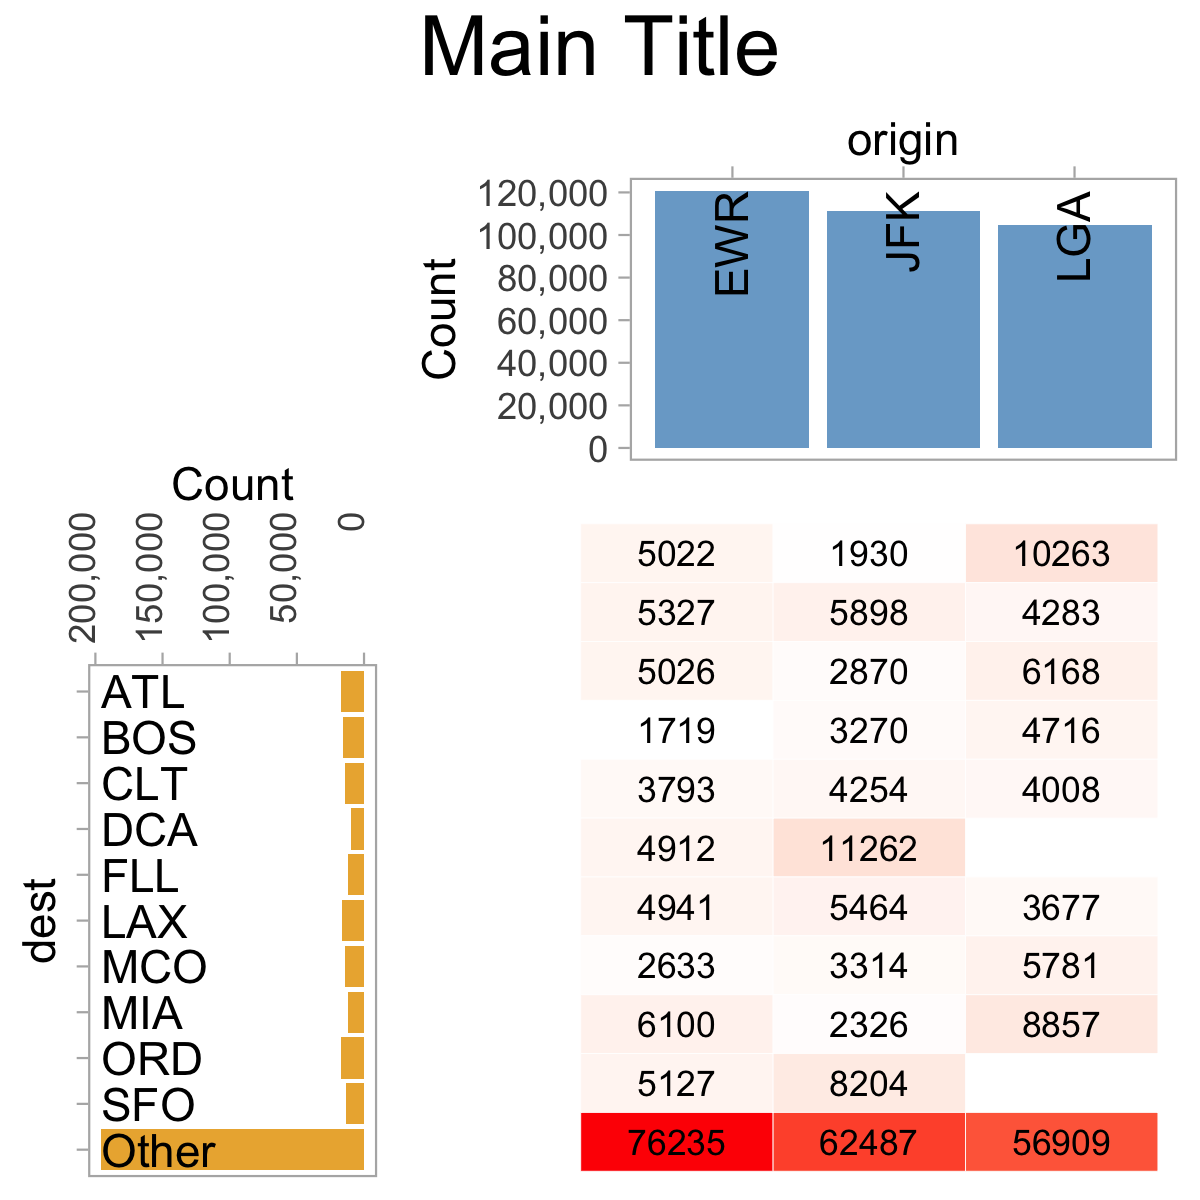 Main Title
origin
Count
120,000
100,000
80,000
60,000
40,000
20,000
0
EWR JFK LGA
Count
200,000 150,000 100,000 50,000 0
dest
ATL
BOS
CLT
DCA
FLL
LAX
MCO
MIA
ORD
SFO
Other
5022 1930 10263
5327 5898 4283
5026 2870 6168
1719 3270 4716
3793 4254 4008
4912 11262
4941 5464 3677
2633 3314 5781
6100 2326 8857
5127 8204
76235 62487 56909